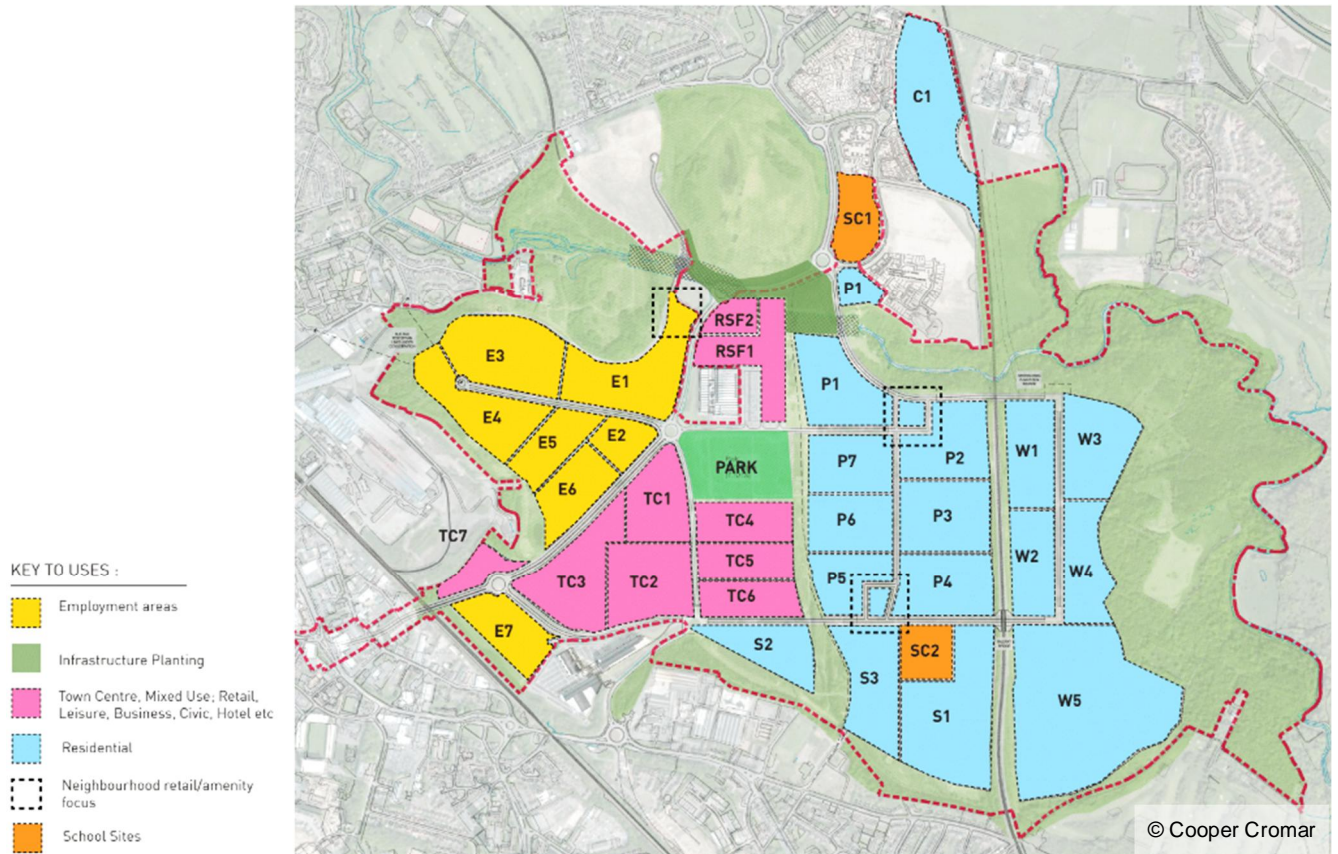 C1
SC1
P1
RSF2
RSF1
E3
E1
P1
E4
E2
E5
W3
W1
P7
P2
PARK
E6
TC1
P6
P3
TC4
TC7
W2
TC5
P5
P4
W4
TC3
TC2
TC6
E7
S2
SC2
S3
W5
S1
KEY TO USES :
Employment areas
Infrastructure Planting
Town Centre, Mixed Use; Retail,
Leisure, Business, Civic, Hotel etc
Residential
Neighbourhood retail/amenity
focus
School Sites
© Cooper Cromar